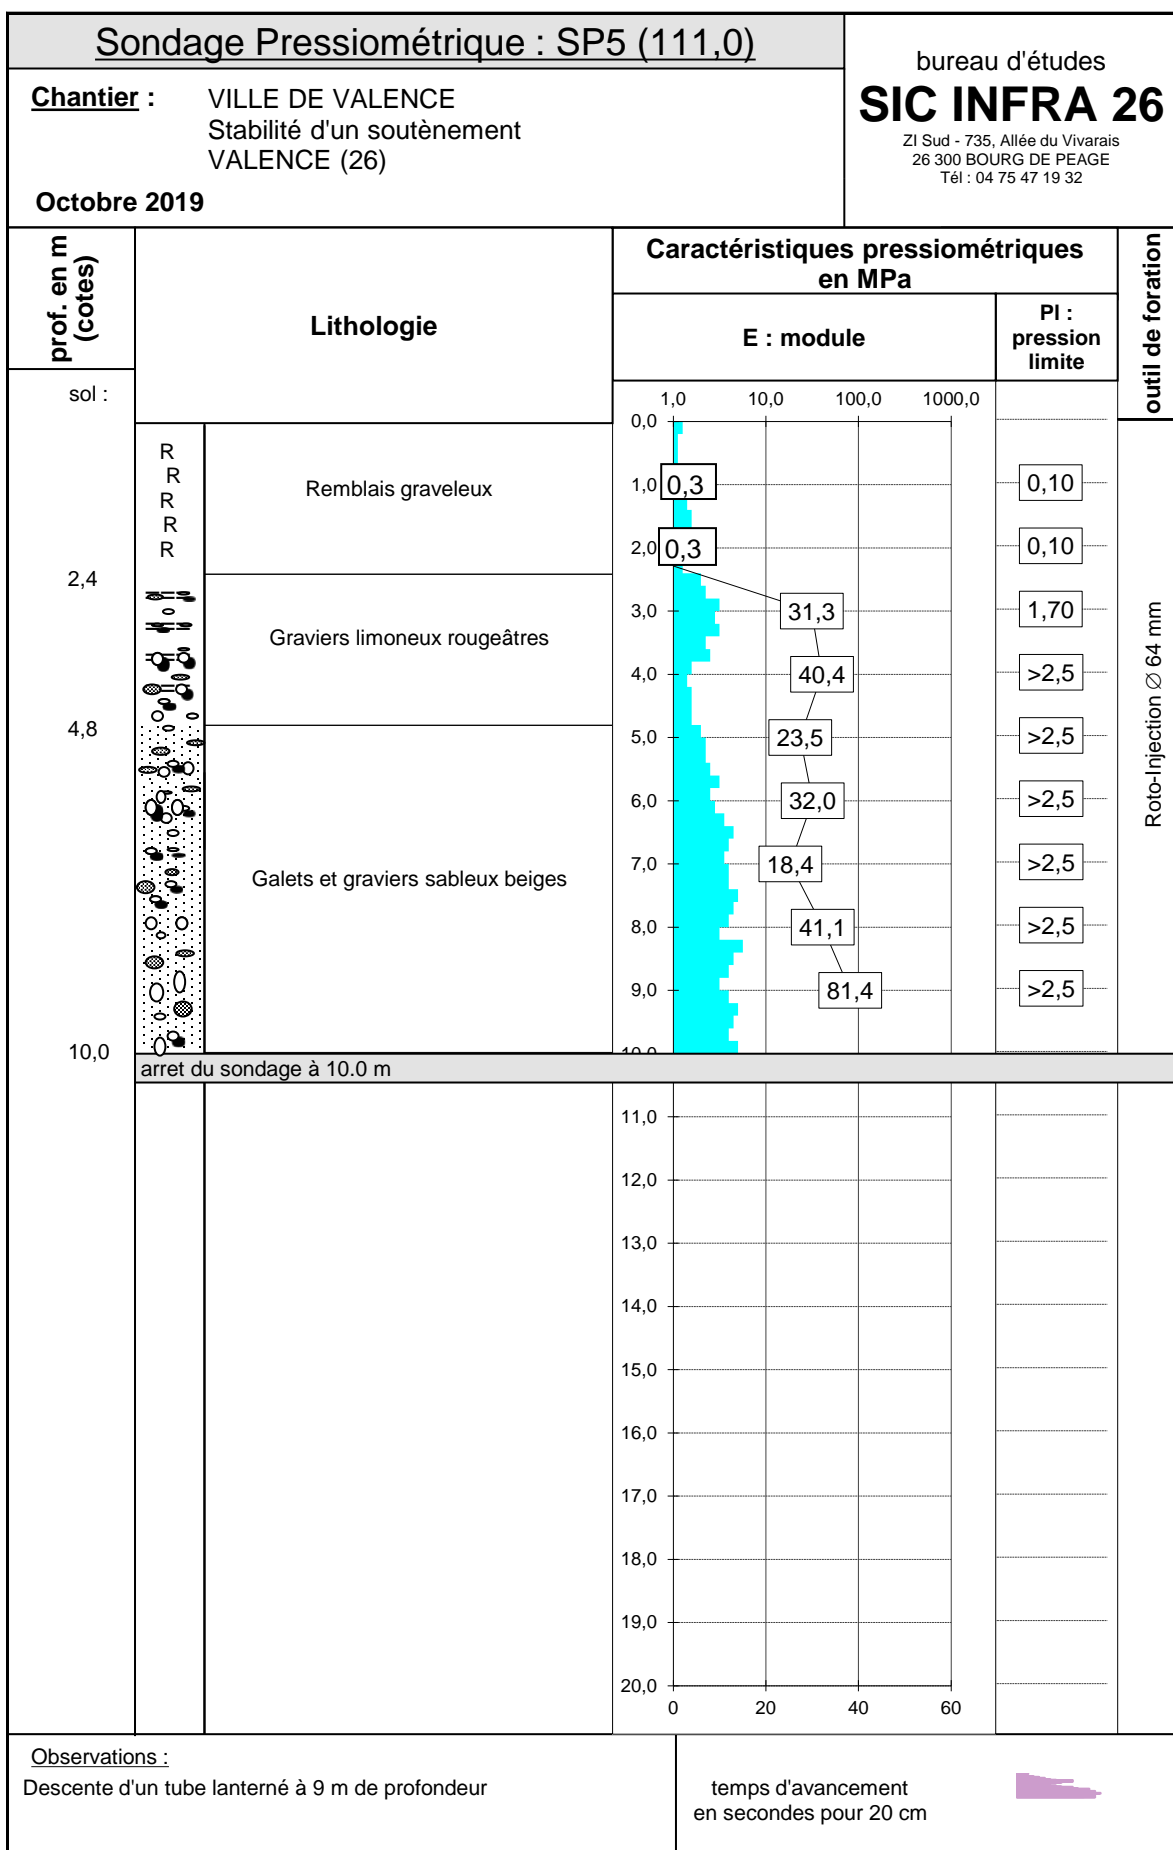 Sondage Pressiométrique : SP5 (111,0)
Chantier : VILLE DE VALENCE
Stabilité d'un soutènement
VALENCE (26)
Octobre 2019
bureau d'études
SIC INFRA 26
ZI Sud - 735, Allée du Vivarais
26 300 BOURG DE PEAGE
Tél : 04 75 47 19 32
prof. en m
(cotes)
Lithologie
Caractéristiques pressiométriques
en MPa
E : module
Pl :
pression
limite
outil de foration
sol :
1,0 10,0 100,0 1000,0
0,0
R
R
R
R
R
Remblais graveleux
1,0 0,3 0,10
2,0 0,3 0,10
2,4
3,0 31,3 1,70
Graviers limoneux rougeâtres
4,0 40,4 >2,5
4,8
5,0 23,5 >2,5
6,0 32,0 >2,5
7,0 18,4 >2,5
Galets et graviers sableux beiges
8,0 41,1 >2,5
9,0 81,4 >2,5
Roto-Injection ∅ 64 mm
10,0 10,0
arret du sondage à 10.0 m
11,0
12,0
13,0
14,0
15,0
16,0
17,0
18,0
19,0
20,0
0 20 40 60
Observations :
Descente d'un tube lanterné à 9 m de profondeur
temps d'avancement
en secondes pour 20 cm